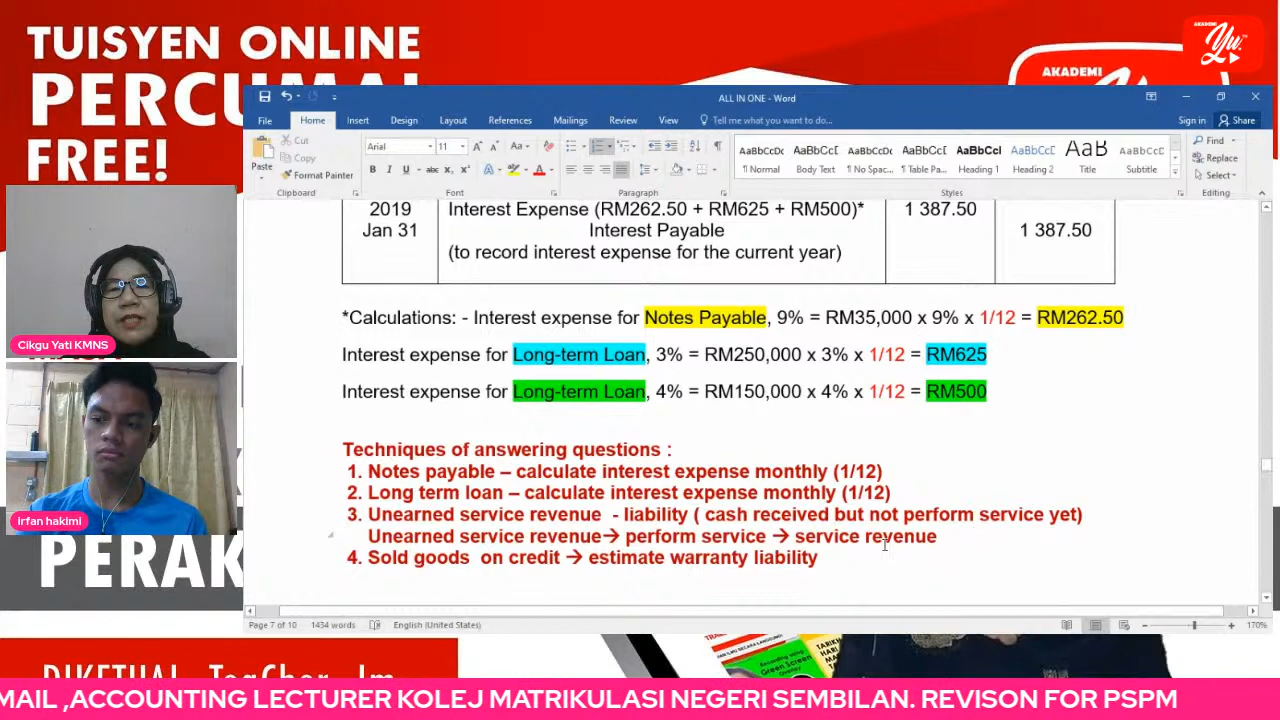 TUISYEN ONLINE
PERCUMA!
FREE!
AKADEMI
Yu
AKADEMI
ALL IN ONE - Word
File Home Insert Design Layout References Mailings Review View Tell me what you want to do... Sign in Share
Paste
Cut
Copy
Format Painter
Clipboard
Arial 11
Font
Paragraph
AaBbCcDc AaBbCcD AaBbCcDc AaBbCcD AaBbCcI AaBbCcD AaB AaBbCcD
¶ Normal Body Text ¶ No Spac... ¶ Table Pa... Heading 1 Heading 2 Title Subtitle
Styles
Find
Replace
Select
Editing
2019 Interest Expense (RM262.50 + RM625 + RM500)* 1 387.50
Jan 31 Interest Payable 1 387.50
(to record interest expense for the current year)
*Calculations: - Interest expense for Notes Payable, 9% = RM35,000 x 9% x 1/12 = RM262.50
Interest expense for Long-term Loan, 3% = RM250,000 x 3% x 1/12 = RM625
Interest expense for Long-term Loan, 4% = RM150,000 x 4% x 1/12 = RM500
Techniques of answering questions :
1. Notes payable – calculate interest expense monthly (1/12)
2. Long term loan – calculate interest expense monthly (1/12)
3. Unearned service revenue - liability ( cash received but not perform service yet)
Unearned service revenue→ perform service → service revenue
4. Sold goods on credit → estimate warranty liability
Page 7 of 10 1434 words English (United States) 170%
Cikgu Yati KMNS
Irfan hakimi
PERAK
DIKETUAI TeaCher Im
MAIL ,ACCOUNTING LECTURER KOLEJ MATRIKULASI NEGERI SEMBILAN. REVISON FOR PSPM